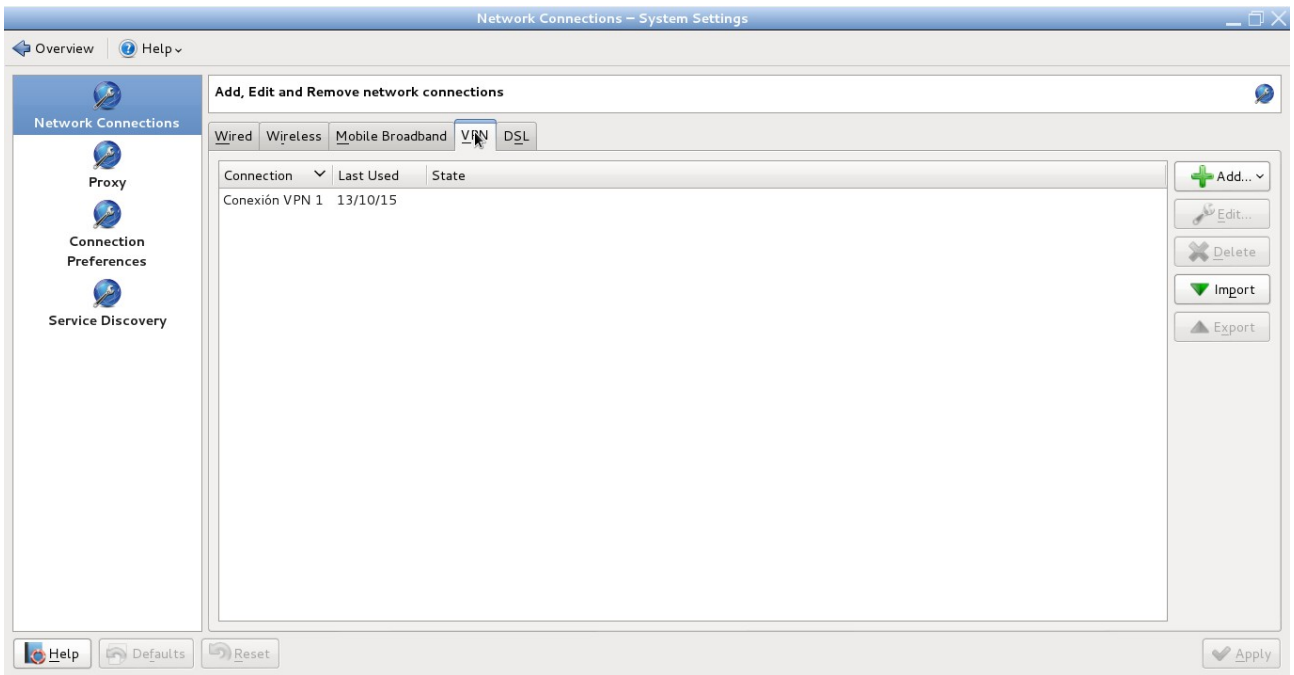 Network Connections – System Settings
Overview Help
Add, Edit and Remove network connections
Network Connections
Proxy
Connection
Preferences
Service Discovery
Wired Wireless Mobile Broadband VPN DSL
Connection Last Used State
Conexión VPN 1 13/10/15
Add...
Edit...
Delete
Import
Export
Help Defaults Reset Apply